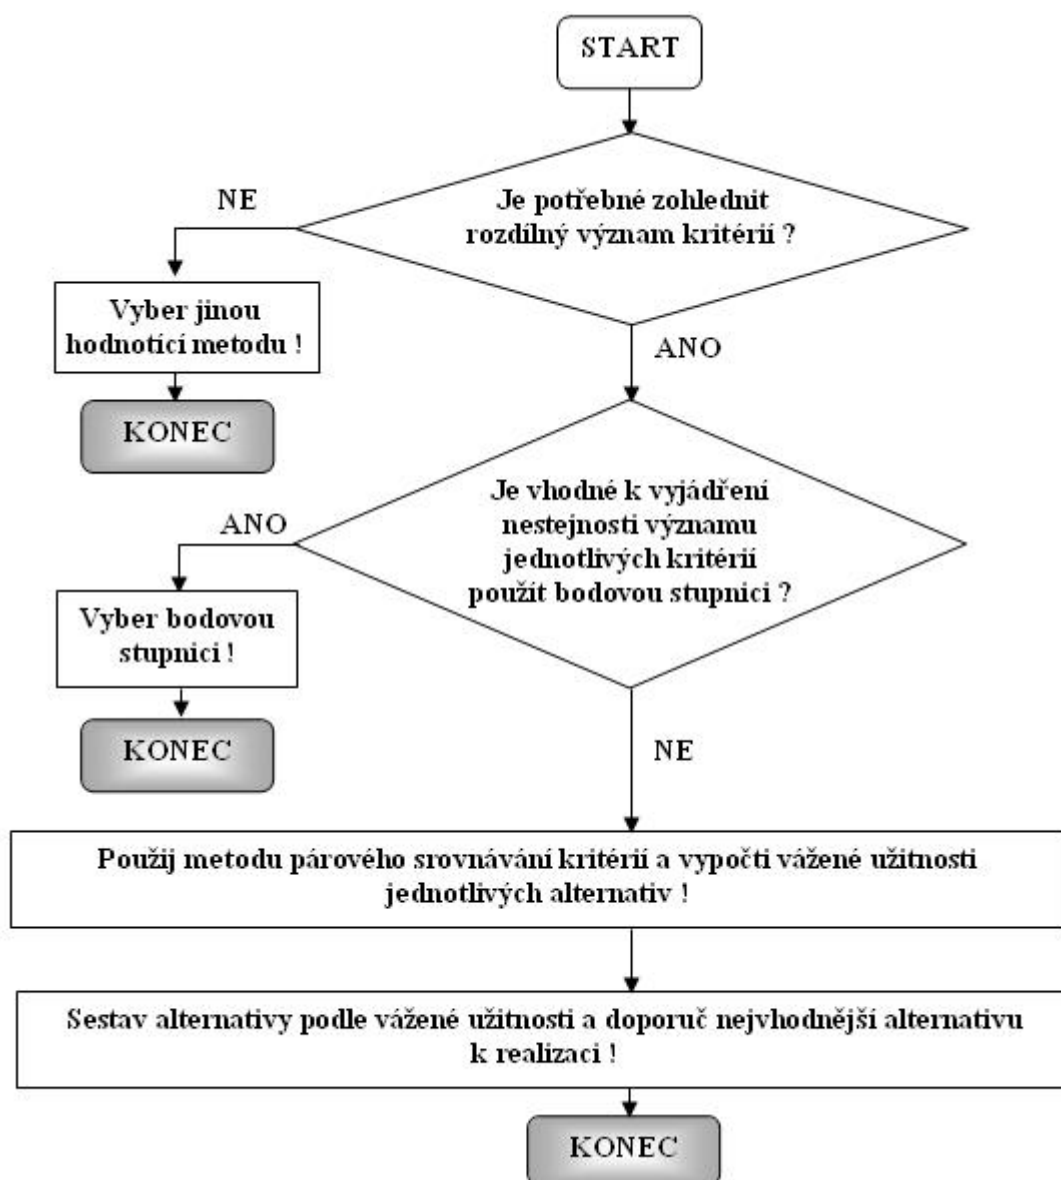 START
Je potřebné zohlednit
rozdílný význam kritérií ?
NE
Vyber jinou
hodnotící metodu !
KONEC
ANO
Je vhodné k vyjádření
nestejnosti významu
jednotlivých kritérií
použít bodovou stupnici ?
ANO
Vyber bodovou
stupnici !
KONEC
NE
Použij metodu párového srovnávání kritérií a vypočti vážené užitnosti
jednotlivých alternativ !
Sestav alternativy podle vážené užitnosti a doporuč nejvhodnější alternativu
k realizaci !
KONEC